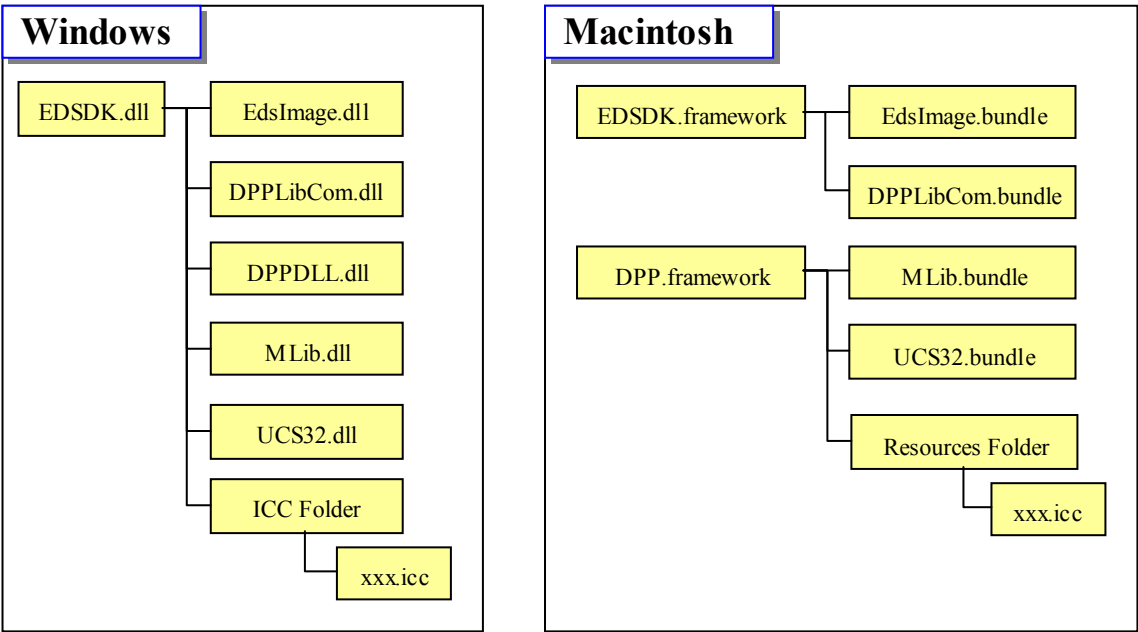 Windows
EDSDK.dll
EdsImage.dll
DPPLibCom.dll
DPPDLL.dll
MLib.dll
UCS32.dll
ICC Folder
xxx.icc
Macintosh
EDSDK.framework
EdsImage.bundle
DPPLibCom.bundle
DPP.framework
MLib.bundle
UCS32.bundle
Resources Folder
xxx.icc